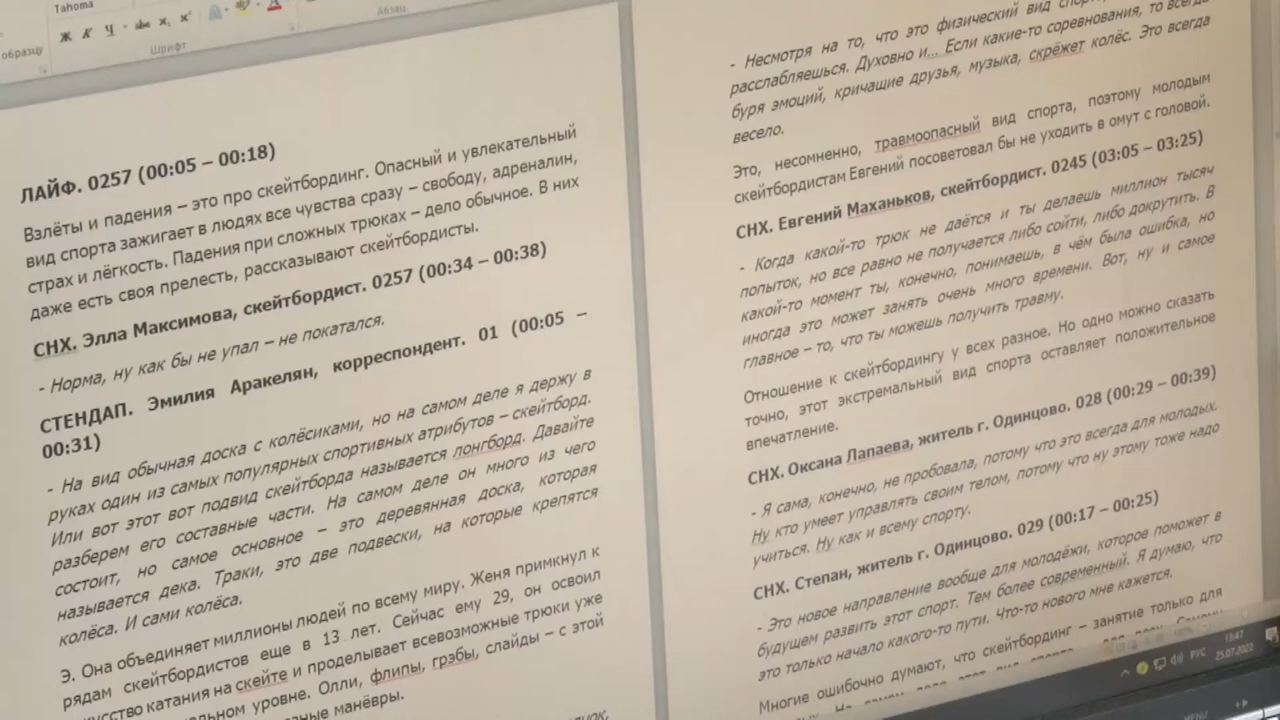 Tahoma
Ж К Ч abc x₂ x²
образцу
Шрифт
Абзац
ЛАЙФ. 0257 (00:05 – 00:18)
Взлёты и падения – это про скейтбординг. Опасный и увлекательный
вид спорта зажигает в людях все чувства сразу – свободу, адреналин,
страх и лёгкость. Падения при сложных трюках – дело обычное. В них
даже есть своя прелесть, рассказывают скейтбордисты.
СНХ. Элла Максимова, скейтбордист. 0257 (00:34 – 00:38)
- Норма, ну как бы не упал – не покатался.
СТЕНДАП. Эмилия Аракелян, корреспондент. 01 (00:05 –
00:31)
- На вид обычная доска с колёсиками, но на самом деле я держу в
руках один из самых популярных спортивных атрибутов – скейтборд.
Или вот этот вот подвид скейтборда называется лонгборд. Давайте
разберем его составные части. На самом деле он много из чего
состоит, но самое основное – это деревянная доска, которая
называется дека. Траки, это две подвески, на которые крепятся
колёса. И сами колёса.
Э. Она объединяет миллионы людей по всему миру. Женя примкнул к
рядам скейтбордистов еще в 13 лет. Сейчас ему 29, он освоил
кусство катания на скейте и проделывает всевозможные трюки уже
льном уровне. Олли, флипы, грэбы, слайды – с этой
зные манёвры.
- Несмотря на то, что это физический вид спорт
расслабляешься. Духовно и... Если какие-то соревнования, то всегда
буря эмоций, кричащие друзья, музыка, скрёжет колёс. Это всегда
весело.
Это, несомненно, травмоопасный вид спорта, поэтому молодым
скейтбордистам Евгений посоветовал бы не уходить в омут с головой.
СНХ. Евгений Маханьков, скейтбордист. 0245 (03:05 – 03:25)
- Когда какой-то трюк не даётся и ты делаешь миллион тысяч
попыток, но все равно не получается либо сойти, либо докрутить. В
какой-то момент ты, конечно, понимаешь, в чём была ошибка, но
иногда это может занять очень много времени. Вот, ну и самое
главное – то, что ты можешь получить травму.
Отношение к скейтбордингу у всех разное. Но одно можно сказать
точно, этот экстремальный вид спорта оставляет положительное
впечатление.
СНХ. Оксана Лапаева, житель г. Одинцово. 028 (00:29 – 00:39)
- Я сама, конечно, не пробовала, потому что это всегда для молодых.
Ну кто умеет управлять своим телом, потому что ну этому тоже надо
учиться. Ну как и всему спорту.
СНХ. Степан, житель г. Одинцово. 029 (00:17 – 00:25)
- Это новое направление вообще для молодёжи, которое поможет в
будущем развить этот спорт. Тем более современный. Я думаю, что
это только начало какого-то пути. Что-то нового мне кажется.
Многие ошибочно думают, что скейтбординг – занятие только для
РУС
13:47
25.07.2022
MENU